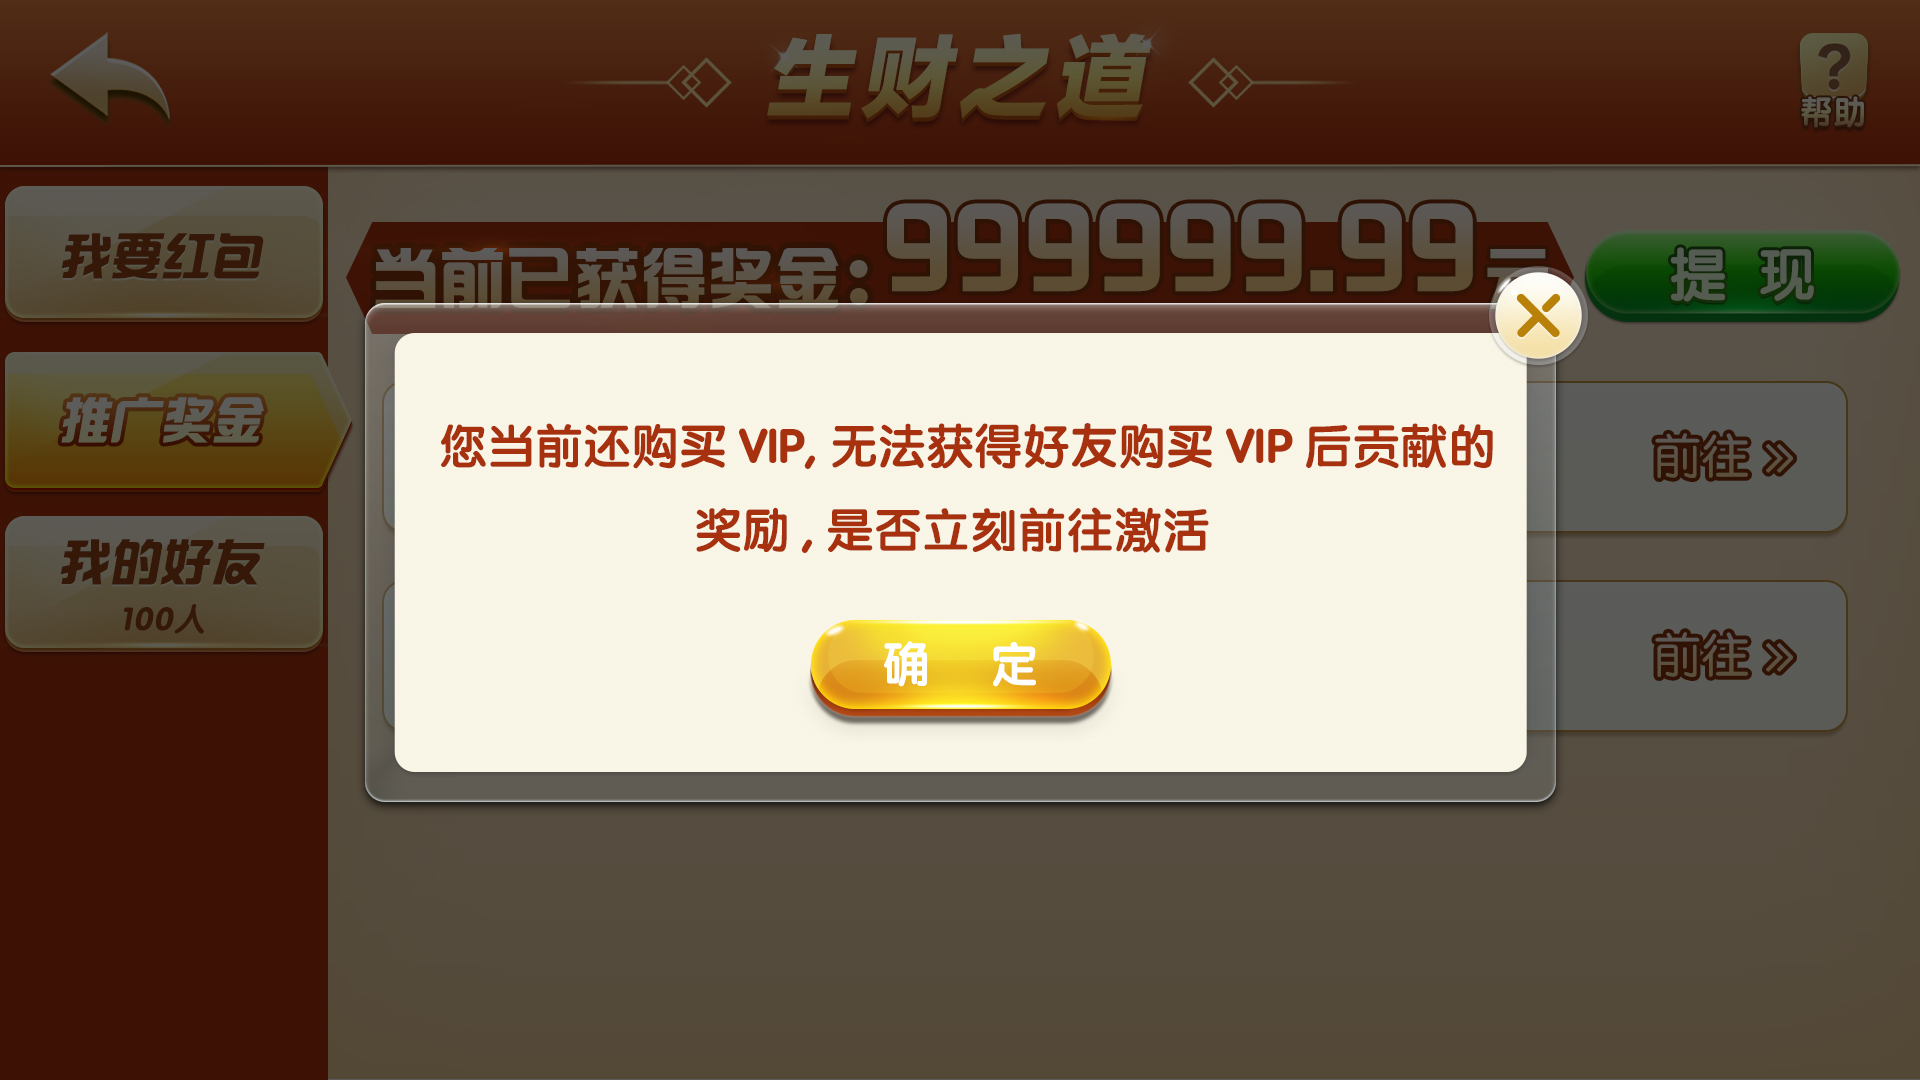 生财之道
帮助
我要红包
推广奖金
我的好友
100人
当前已获得奖金:999999.99元
提 现
前往
前往
您当前还购买 VIP, 无法获得好友购买 VIP 后贡献的
奖励 , 是否立刻前往激活
确 定